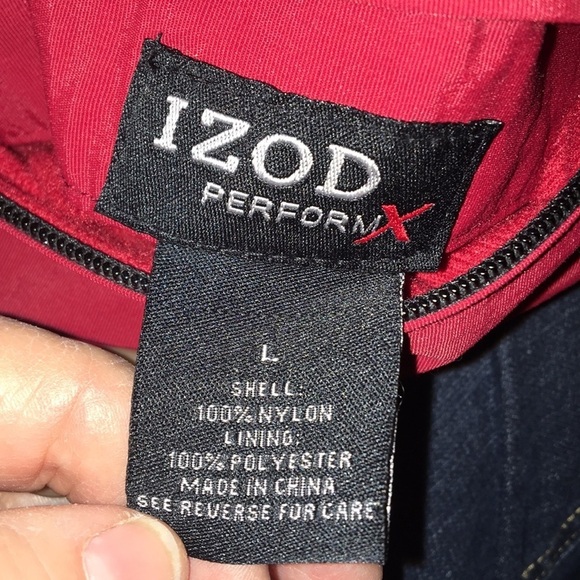 IZOD
PERFORMX
L
SHELL:
100% NYLON
LINING:
100% POLYESTER
MADE IN CHINA
SEE REVERSE FOR CARE